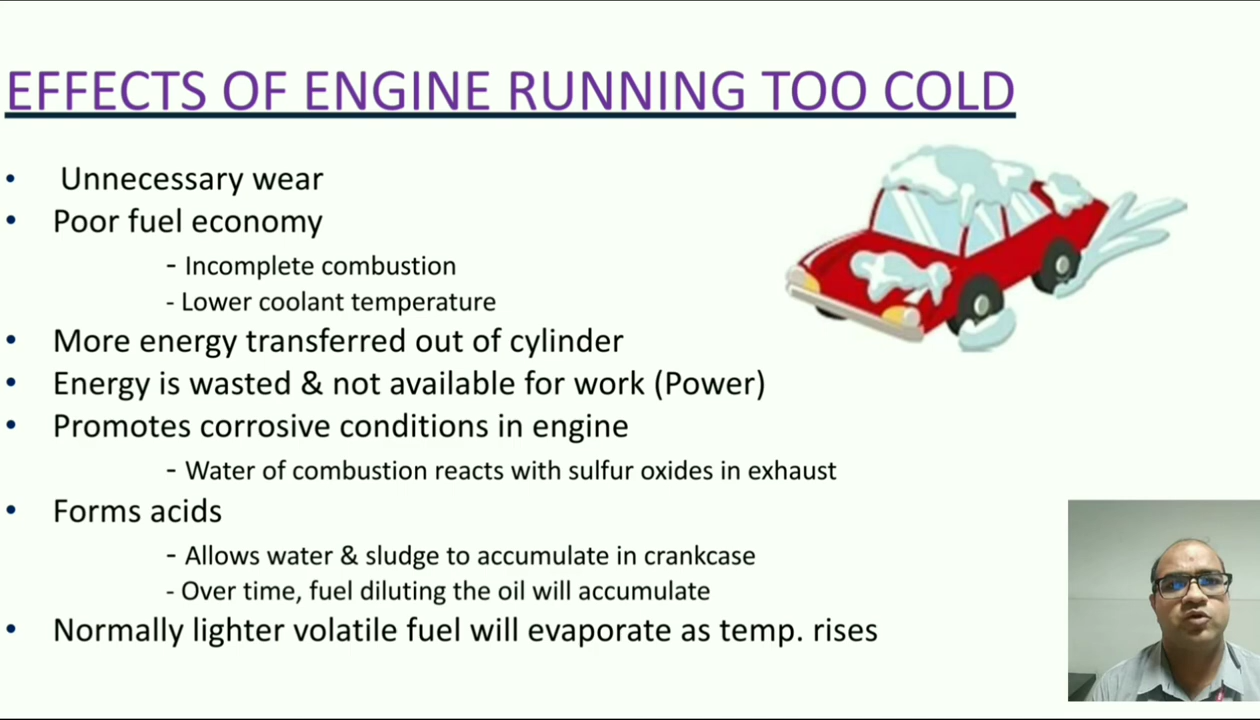 EFFECTS OF ENGINE RUNNING TOO COLD
• Unnecessary wear
• Poor fuel economy
- Incomplete combustion
- Lower coolant temperature
• More energy transferred out of cylinder
• Energy is wasted & not available for work (Power)
• Promotes corrosive conditions in engine
- Water of combustion reacts with sulfur oxides in exhaust
• Forms acids
- Allows water & sludge to accumulate in crankcase
- Over time, fuel diluting the oil will accumulate
• Normally lighter volatile fuel will evaporate as temp. rises